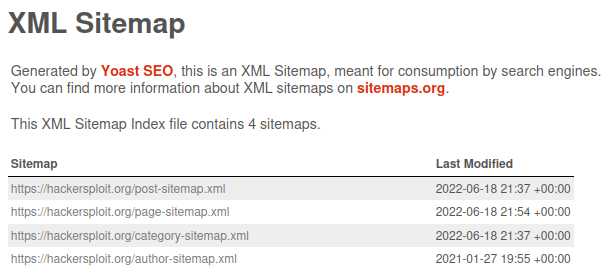 XML Sitemap
Generated by Yoast SEO, this is an XML Sitemap, meant for consumption by search engines.
You can find more information about XML sitemaps on sitemaps.org.
This XML Sitemap Index file contains 4 sitemaps.
Sitemap Last Modified
https://hackersploit.org/post-sitemap.xml 2022-06-18 21:37 +00:00
https://hackersploit.org/page-sitemap.xml 2022-06-18 21:54 +00:00
https://hackersploit.org/category-sitemap.xml 2022-06-18 21:37 +00:00
https://hackersploit.org/author-sitemap.xml 2021-01-27 19:55 +00:00